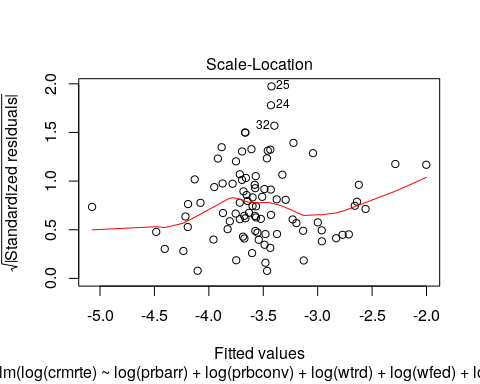 Scale-Location
√|Standardized residuals|
2.0
1.5
1.0
0.5
0.0
25
24
32
-5.0 -4.5 -4.0 -3.5 -3.0 -2.5 -2.0
Fitted values
lm(log(crmrte) ~ log(prbarr) + log(prbconv) + log(wtrd) + log(wfed) + lo